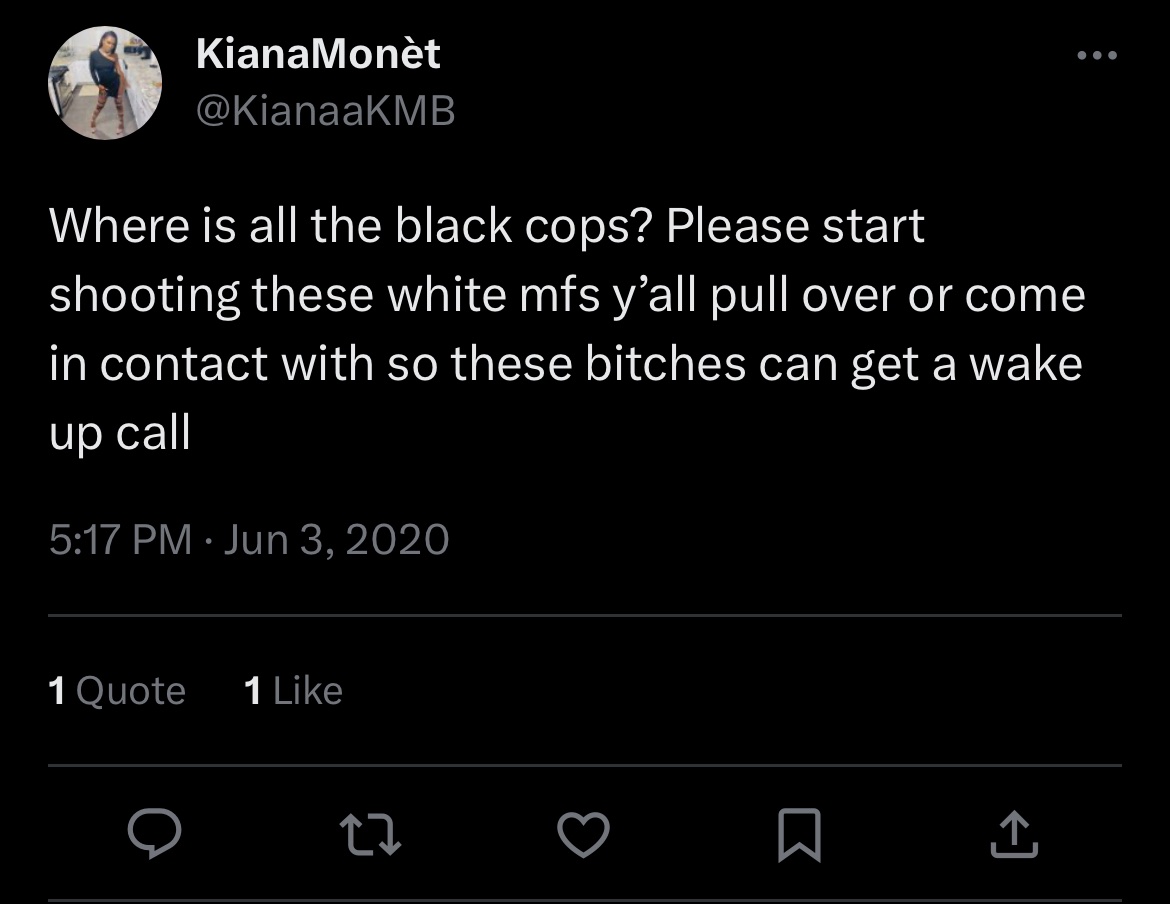 KianaMonèt
@KianaaKMB
Where is all the black cops? Please start
shooting these white mfs y’all pull over or come
in contact with so these bitches can get a wake
up call
5:17 PM · Jun 3, 2020
1 Quote 1 Like